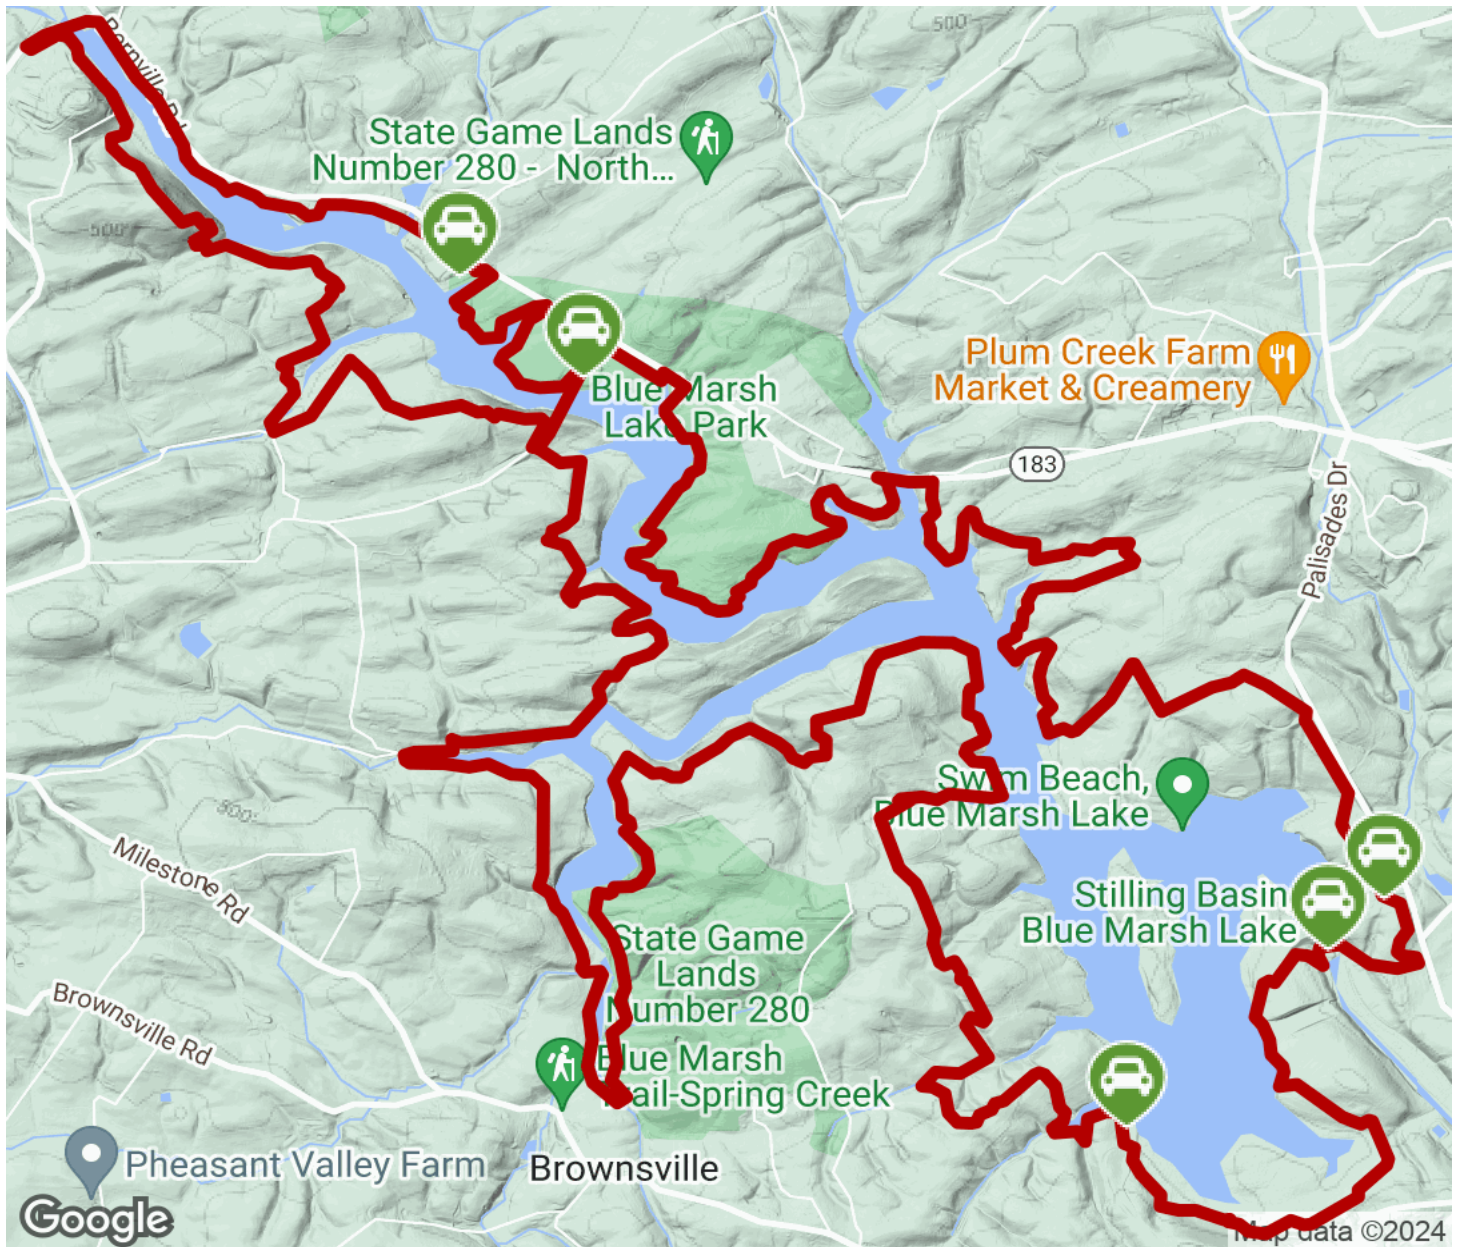 Bernville Rd
500
State Game Lands
Number 280 - North...
500
Blue Marsh
Lake Park
Plum Creek Farm
Market & Creamery
183
Palisades Dr
Swim Beach,
Blue Marsh Lake
500
Milestone Rd
Stilling Basin
Blue Marsh Lake
State Game
Lands
Number 280
Brownsville Rd
Blue Marsh
Trail-Spring Creek
Pheasant Valley Farm
Brownsville
Google
Map data ©2024